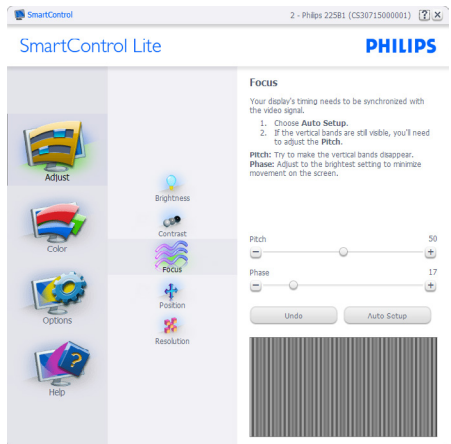 SmartControl
2 - Philips 225B1 (CS30715000001)
SmartControl Lite
PHILIPS
Adjust
Color
Options
Help
Brightness
Contrast
Focus
Position
Resolution
Focus
Your display's timing needs to be synchronized with
the video signal.
1. Choose Auto Setup.
2. If the vertical bands are still visible, you'll need
to adjust the Pitch.
Pitch: Try to make the vertical bands disappear.
Phase: Adjust to the brightest setting to minimize
movement on the screen.
Pitch 50
Phase 17
Undo Auto Setup